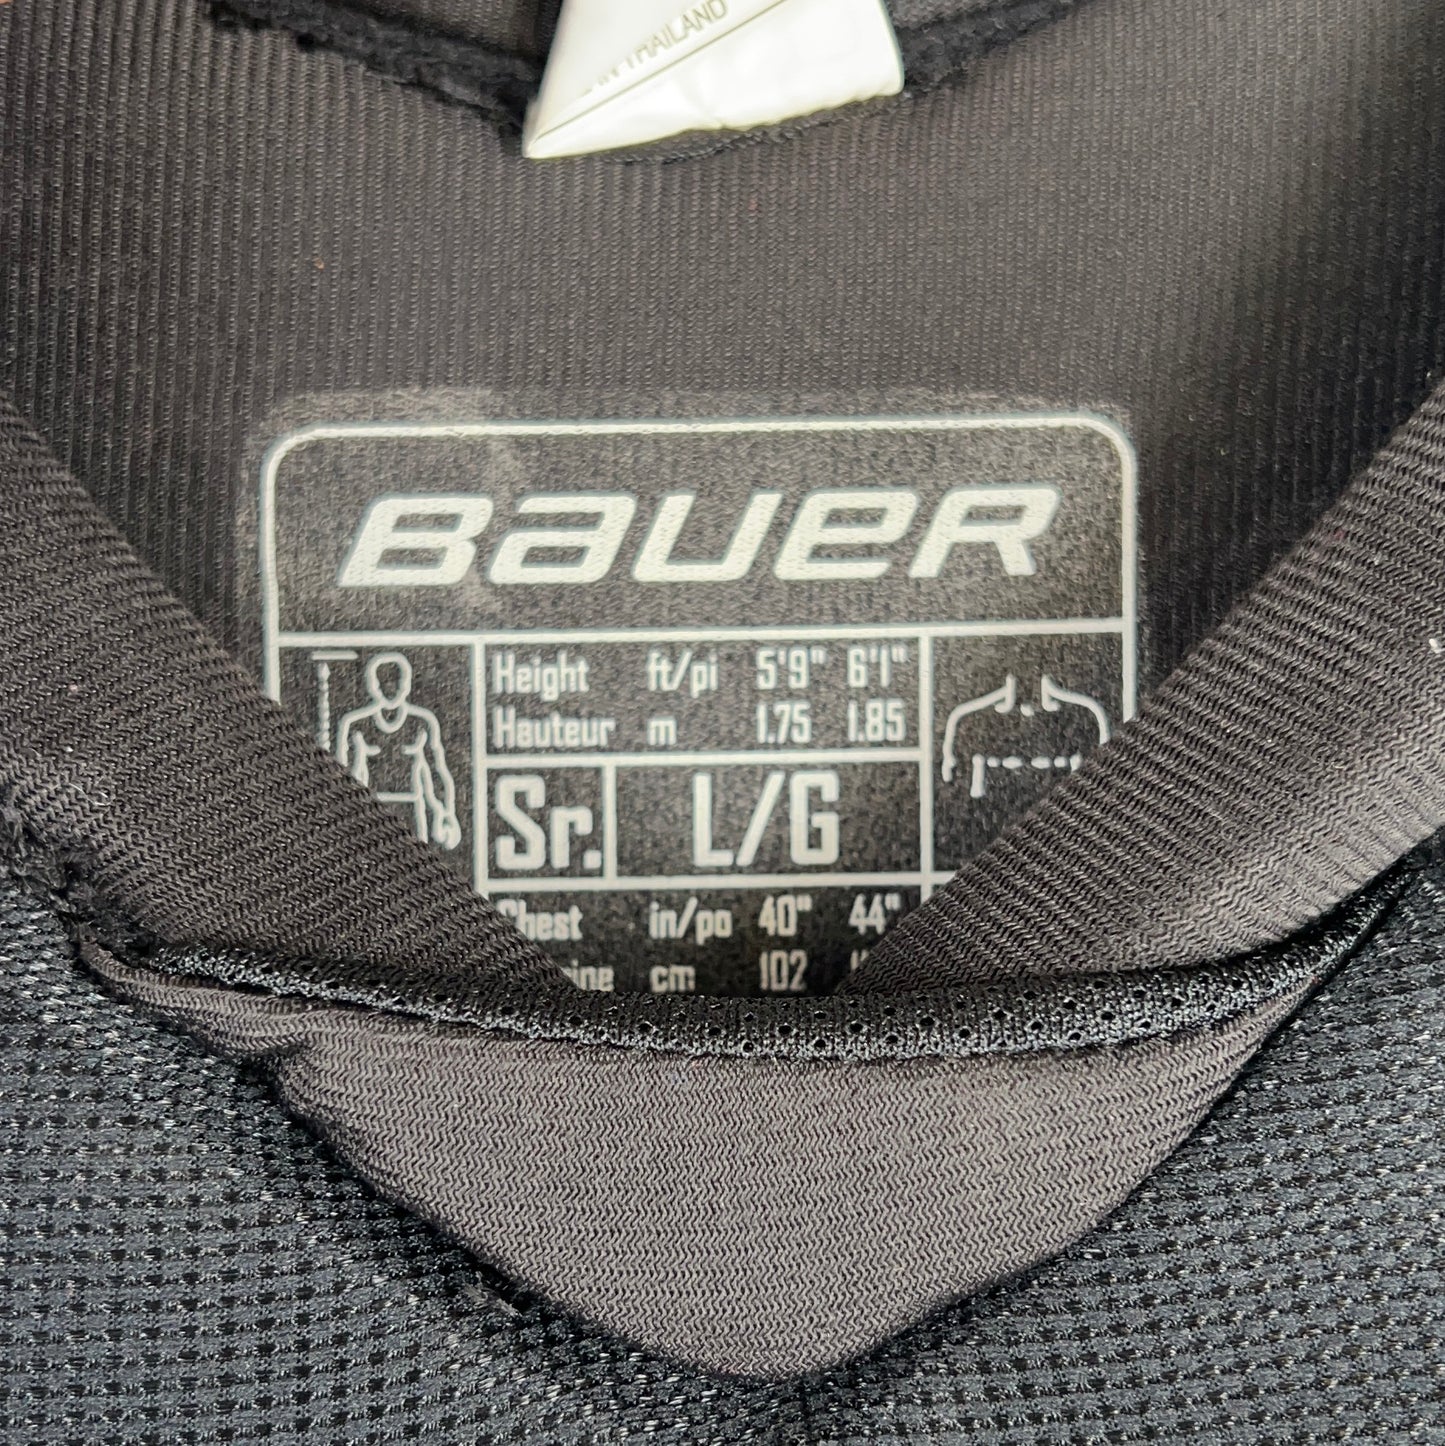 IN THAILAND
BAUER
Height ft/pi 5'9" 6'1"
Hauteur m 1.75 1.85
Sr. L/G
Chest in/po 40" 44"
cm 102